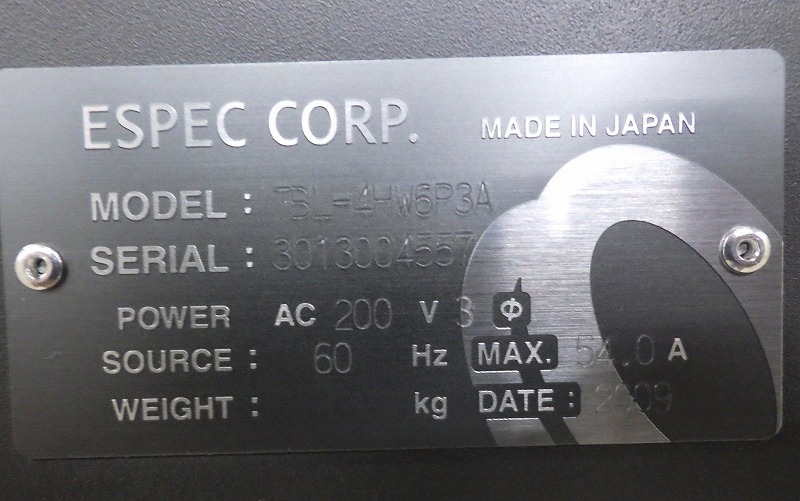 ESPEC CORP. MADE IN JAPAN
MODEL : TBL-4HW6P3A
SERIAL : 3013004557
POWER AC 200 V 3 Φ
SOURCE : 60 Hz MAX. 54.0 A
WEIGHT : kg DATE : 2009